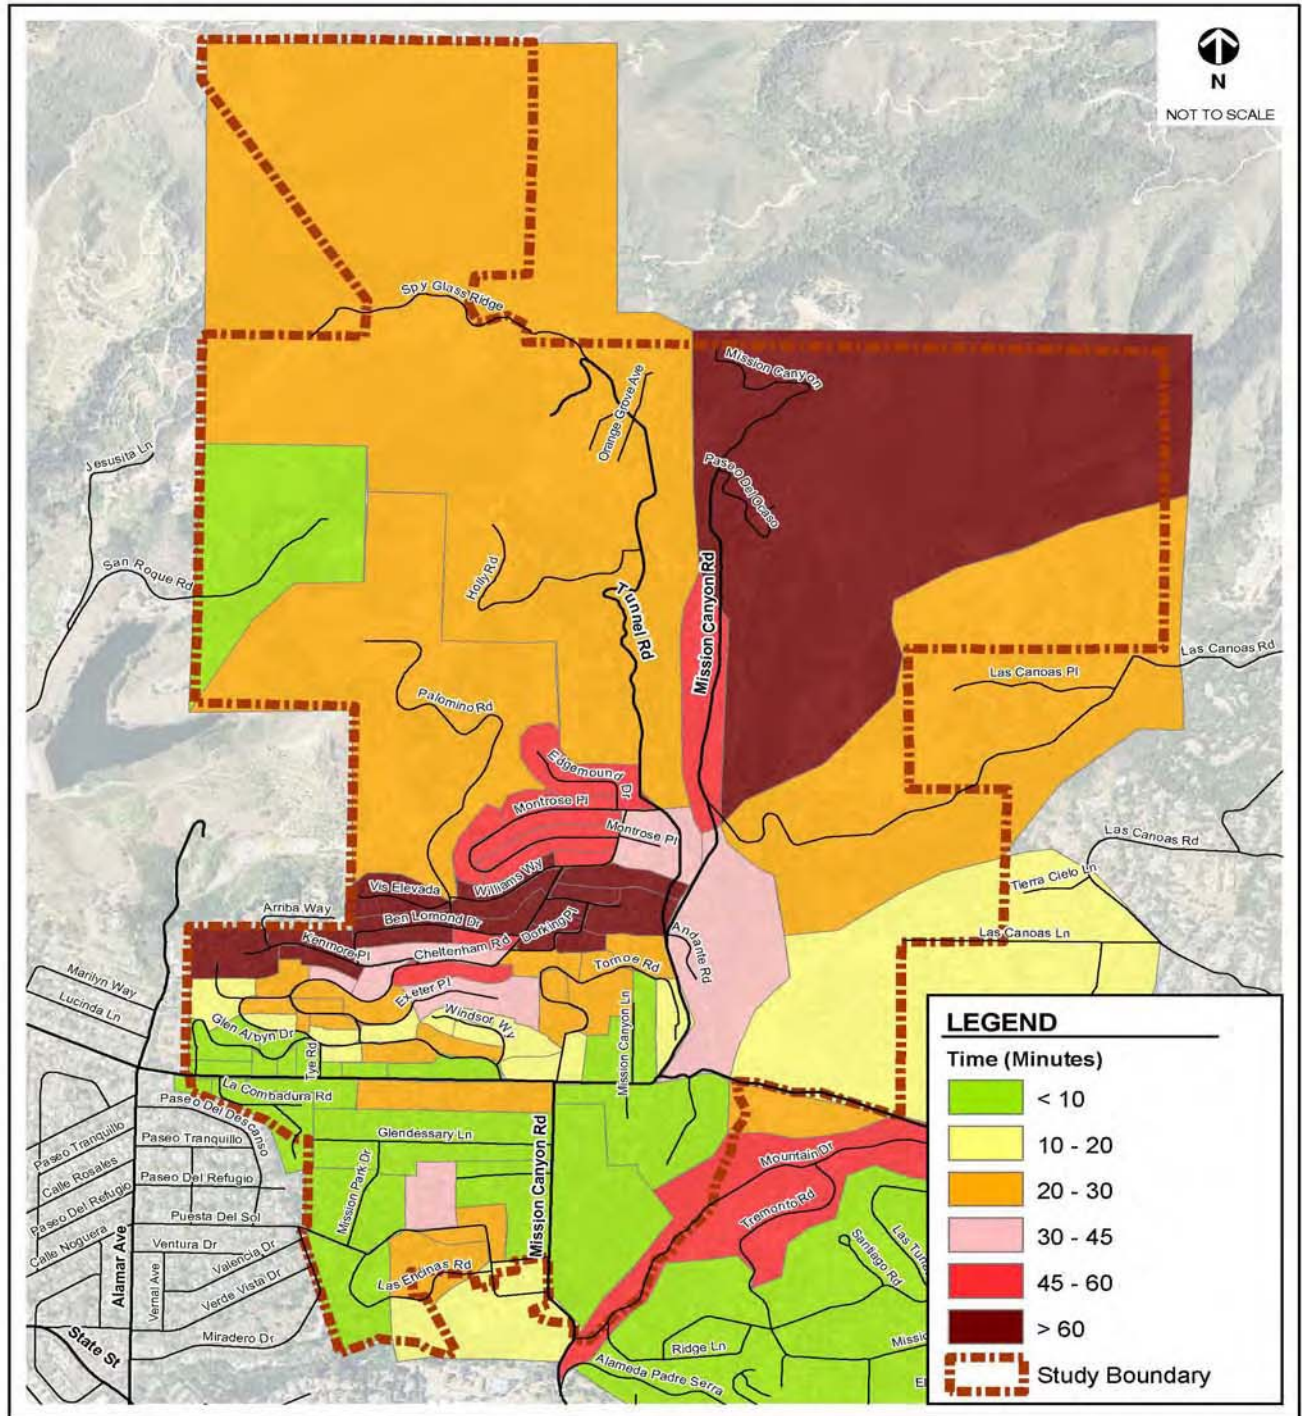 N
NOT TO SCALE
Spy Glass Ridge
Mission Canyon
Orange Grove Ave
Jesusita Ln
Paseo Del Ocaso
San Roque Rd
Holly Rd
Tunnel Rd
Mission Canyon Rd
Las Canoas Rd
Las Canoas Pl
Palomino Rd
Edgemound Dr
Montrose Pl
Montrose Pl
Las Canoas Rd
Williams Wy
Vis Elevada
Tierra Cielo Ln
Arriba Way
Ben Lomond Dr
Dorking Pl
Kenmore Pl
Cheltenham Rd
Andante Rd
Las Canoas Ln
Marilyn Way
Lucinda Ln
Tomoe Rd
Exeter Pl
Windsor Wy
Glen Arbyn Dr
Tye Rd
Mission Canyon Ln
La Combadura Rd
Paseo Del Descanso
Paseo Tranquillo
Paseo Tranquillo
Glendessary Ln
Mission Park Dr
Mission Canyon Rd
Mountain Dr
Calle Rosales
Paseo Del Refugio
Paseo Del Refugio
Tremonto Rd
Puesta Del Sol
Calle Noguera
Ventura Dr
Valencia Dr
Santiago Rd
Las Tun
Alamar Ave
Vernal Ave
Verde Vista Dr
Las Encinas Rd
Miradero Dr
State St
Ridge Ln
Missio
Alameda Padre Serra
El
LEGEND
Time (Minutes)
< 10
10 - 20
20 - 30
30 - 45
45 - 60
> 60
Study Boundary